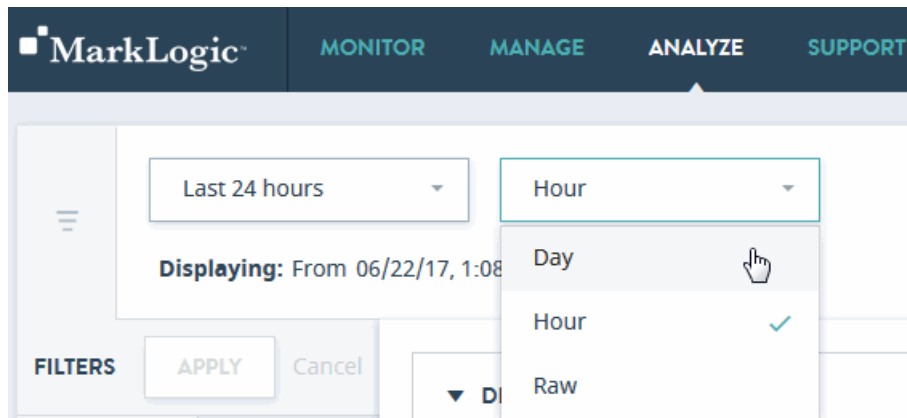 MarkLogic™ MONITOR MANAGE ANALYZE SUPPORT
Last 24 hours Hour
Displaying: From 06/22/17, 1:08
Day
Hour
Raw
FILTERS APPLY Cancel